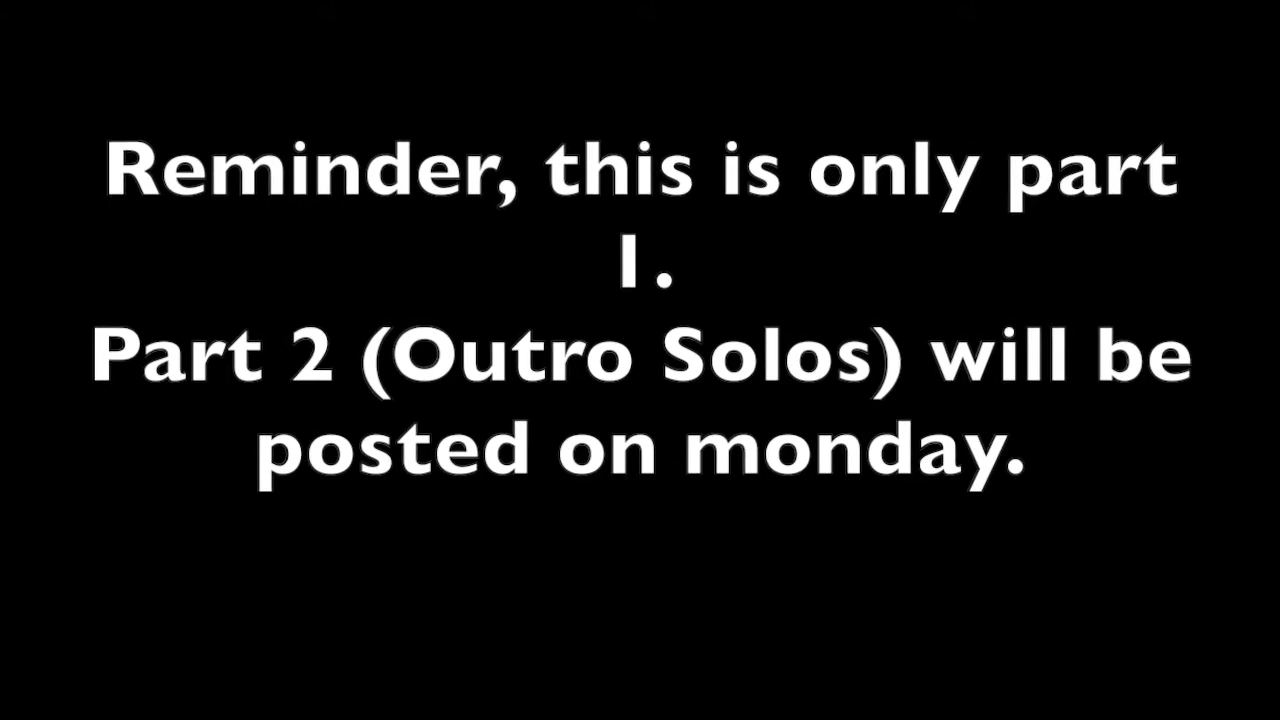 Reminder, this is only part
1.
Part 2 (Outro Solos) will be
posted on monday.